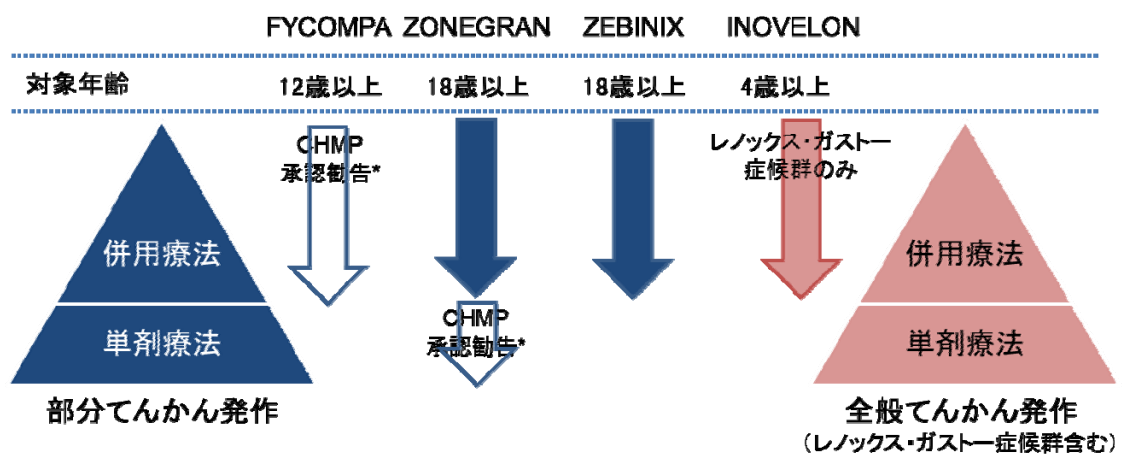 FYCOMPA ZONEGRAN ZEBINIX INOVELON
対象年齢 12歳以上 18歳以上 18歳以上 4歳以上
CHMP
承認勧告*
レノックス・ガストー
症候群のみ
併用療法
併用療法
CHMP
承認勧告*
単剤療法
単剤療法
部分てんかん発作
全般てんかん発作
(レノックス・ガストー症候群含む)